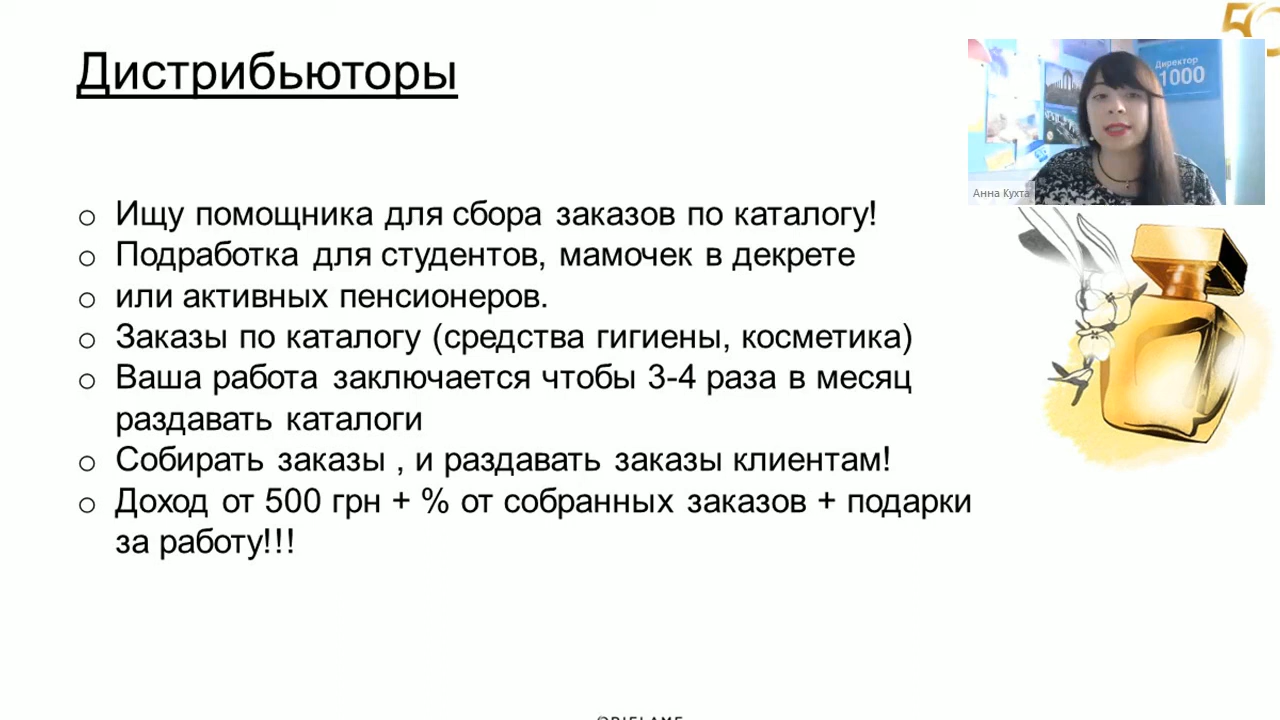 Дистрибьюторы
50
Директор
1000
Анна Кухта
Ищу помощника для сбора заказов по каталогу!
Подработка для студентов, мамочек в декрете
или активных пенсионеров.
Заказы по каталогу (средства гигиены, косметика)
Ваша работа заключается чтобы 3-4 раза в месяц
раздавать каталоги
Собирать заказы , и раздавать заказы клиентам!
Доход от 500 грн + % от собранных заказов + подарки
за работу!!!
ORIFLAME